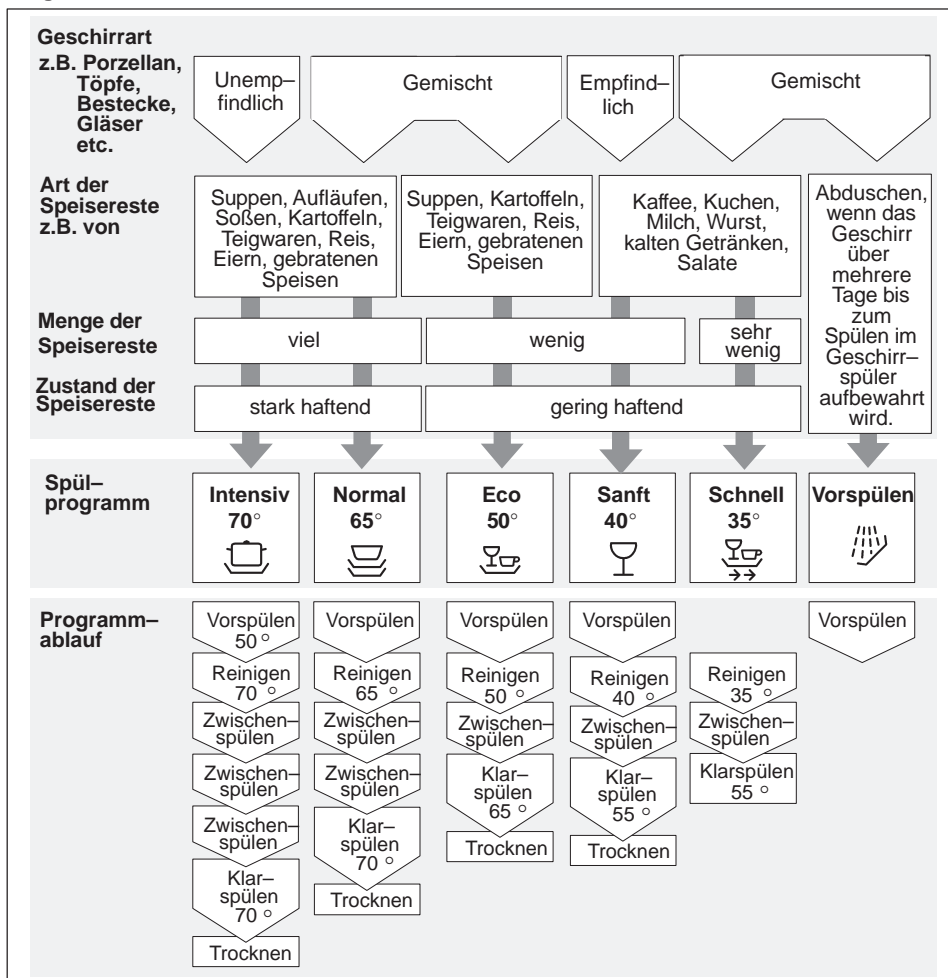 Geschirrart
z.B. Porzellan,
Töpfe,
Bestecke,
Gläser
etc.
Unemp–
findlich
Gemischt
Empfind–
lich
Gemischt
Art der
Speisereste
z.B. von
Suppen, Aufläufen,
Soßen, Kartoffeln,
Teigwaren, Reis,
Eiern, gebratenen
Speisen
Suppen, Kartoffeln,
Teigwaren, Reis,
Eiern, gebratenen
Speisen
Kaffee, Kuchen,
Milch, Wurst,
kalten Getränken,
Salate
Abduschen,
wenn das
Geschirr
über
mehrere
Tage bis
zum
Spülen im
Geschirr–
spüler
aufbewahrt
wird.
Menge der
Speisereste
viel
wenig
sehr
wenig
Zustand der
Speisereste
stark haftend
gering haftend
Spül–
programm
Intensiv
70°
Normal
65°
Eco
50°
Sanft
40°
Schnell
35°
Vorspülen
Programm–
ablauf
Vorspülen
50 °
Reinigen
70 °
Zwischen–
spülen
Zwischen–
spülen
Zwischen–
spülen
Klar–
spülen
70 °
Trocknen
Vorspülen
Reinigen
65 °
Zwischen–
spülen
Zwischen–
spülen
Klar–
spülen
70 °
Trocknen
Vorspülen
Reinigen
50 °
Zwischen–
spülen
Klar–
spülen
65 °
Trocknen
Vorspülen
Reinigen
40 °
Zwischen–
spülen
Klar–
spülen
55 °
Trocknen
Reinigen
35 °
Zwischen–
spülen
Klarspülen
55 °
Vorspülen